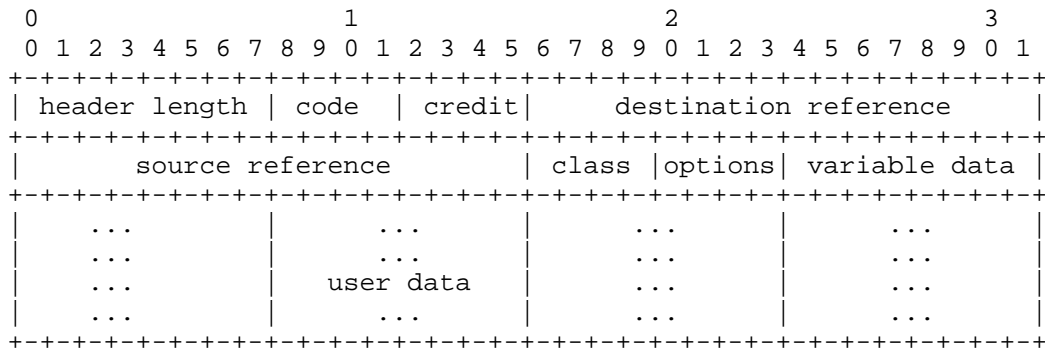 0                   1                   2                   3
 0 1 2 3 4 5 6 7 8 9 0 1 2 3 4 5 6 7 8 9 0 1 2 3 4 5 6 7 8 9 0 1
+-+-+-+-+-+-+-+-+-+-+-+-+-+-+-+-+-+-+-+-+-+-+-+-+-+-+-+-+-+-+-+-+
| header length | code  | credit|     destination reference     |
+-+-+-+-+-+-+-+-+-+-+-+-+-+-+-+-+-+-+-+-+-+-+-+-+-+-+-+-+-+-+-+-+
|       source reference        | class |options| variable data |
+-+-+-+-+-+-+-+-+-+-+-+-+-+-+-+-+-+-+-+-+-+-+-+-+-+-+-+-+-+-+-+-+
|    ...        |      ...      |      ...      |      ...      |
|    ...        |      ...      |      ...      |      ...      |
|    ...        |   user data   |      ...      |      ...      |
|    ...        |      ...      |      ...      |      ...      |
+-+-+-+-+-+-+-+-+-+-+-+-+-+-+-+-+-+-+-+-+-+-+-+-+-+-+-+-+-+-+-+-+